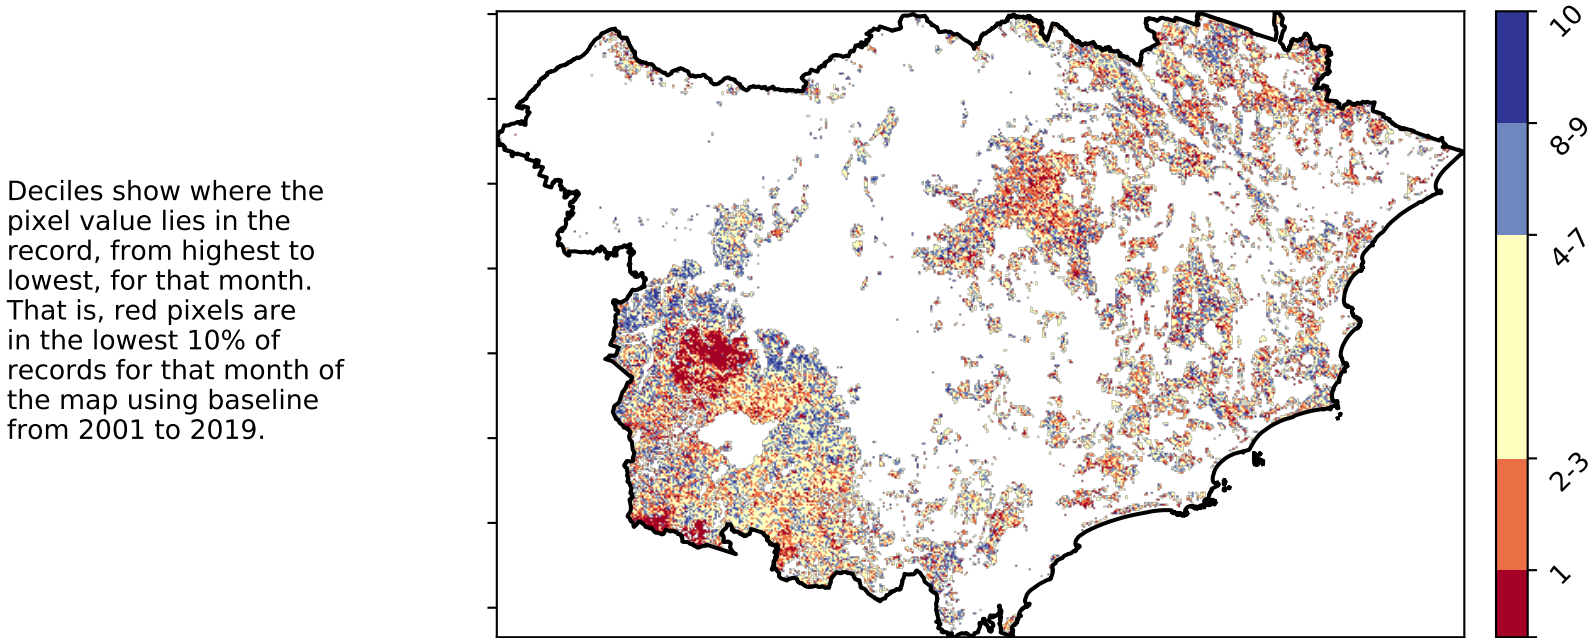 Deciles show where the
pixel value lies in the
record, from highest to
lowest, for that month.
That is, red pixels are
in the lowest 10% of
records for that month of
the map using baseline
from 2001 to 2019.
10
8-9
4-7
2-3
1